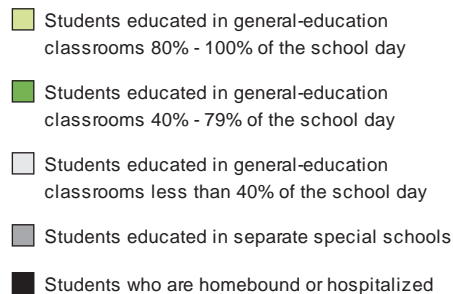 Students educated in general-education
classrooms 80% - 100% of the school day
Students educated in general-education
classrooms 40% - 79% of the school day
Students educated in general-education
classrooms less than 40% of the school day
Students educated in separate special schools
Students who are homebound or hospitalized